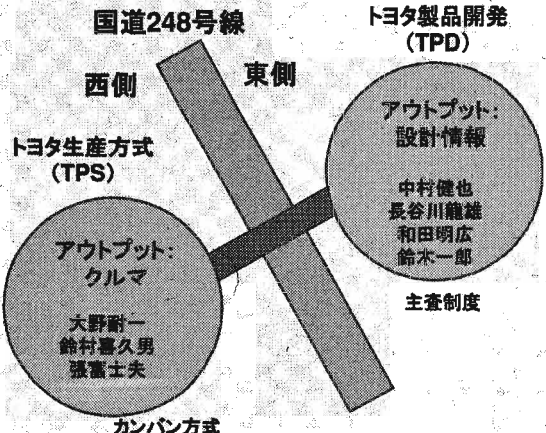 国道248号線
西側
東側
トヨタ生産方式
(TPS)
アウトプット:
クルマ
大野耐一
鈴村喜久男
張富士夫
カンバン方式
トヨタ製品開発
(TPD)
アウトプット:
設計情報
中村健也
長谷川龍雄
和田明広
鈴木一郎
主査制度